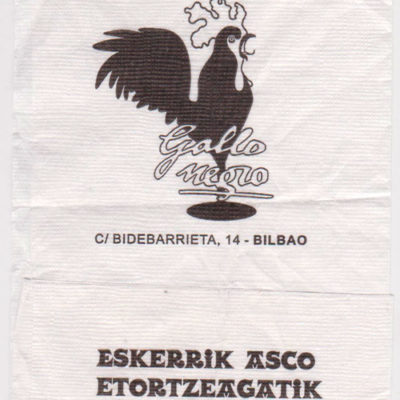 Gallo
negro
C/ BIDEBARRIETA, 14 - BILBAO
ESKERRIK ASCO
ETORTZEAGATIK